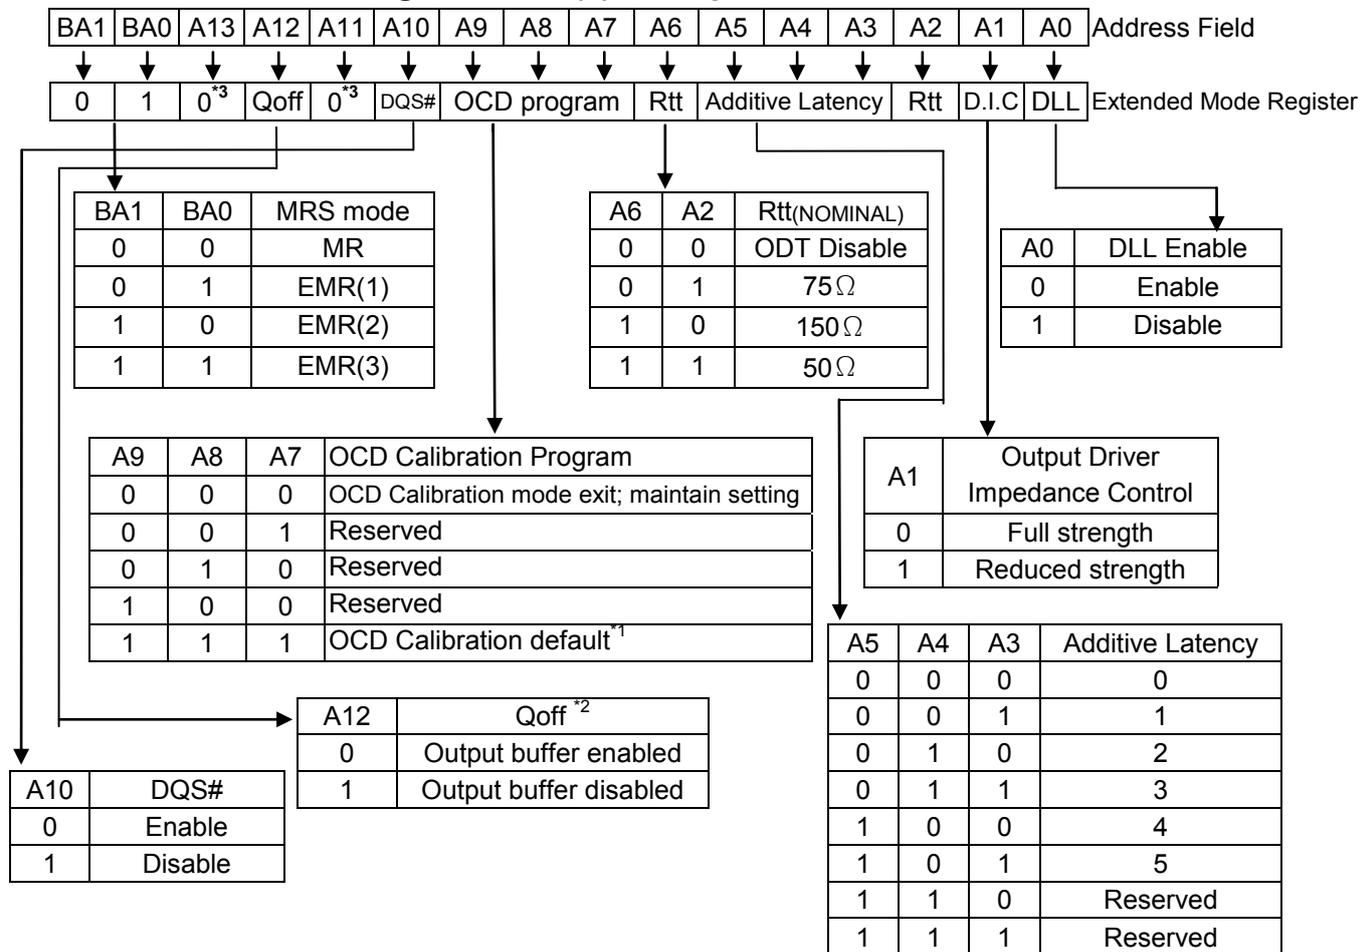 BA1 BA0 A13 A12 A11 A10 A9 A8 A7 A6 A5 A4 A3 A2 A1 A0 Address Field
0 1 0*3 Qoff 0*3 DQS# OCD program Rtt Additive Latency Rtt D.I.C DLL Extended Mode Register
BA1 BA0 MRS mode
0 0 MR
0 1 EMR(1)
1 0 EMR(2)
1 1 EMR(3)
A6 A2 Rtt(NOMINAL)
0 0 ODT Disable
0 1 75Ω
1 0 150Ω
1 1 50Ω
A0 DLL Enable
0 Enable
1 Disable
A9 A8 A7 OCD Calibration Program
0 0 0 OCD Calibration mode exit; maintain setting
0 0 1 Reserved
0 1 0 Reserved
1 0 0 Reserved
1 1 1 OCD Calibration default*1
A1 Output Driver
Impedance Control
0 Full strength
1 Reduced strength
A12 Qoff *2
0 Output buffer enabled
1 Output buffer disabled
A10 DQS#
0 Enable
1 Disable
A5 A4 A3 Additive Latency
0 0 0 0
0 0 1 1
0 1 0 2
0 1 1 3
1 0 0 4
1 0 1 5
1 1 0 Reserved
1 1 1 Reserved